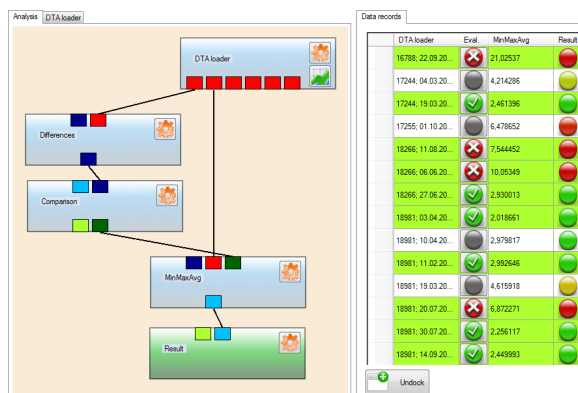 Analysis DTA loader
DTA loader
Differences
Comparison
MinMaxAvg
Result
Data records
DTA loader Eval. MinMaxAvg Result
16788; 22.09.20... 21,02537
17244; 04.03.20... 4,214286
17244; 19.03.20... 2,461396
17255; 01.10.20... 6,478652
18266; 11.08.20... 7,544452
18266; 06.06.20... 10,05349
18266; 27.06.20... 2,930013
18981; 03.04.20... 2,018661
18981; 10.04.20... 2,979817
18981; 11.02.20... 2,992646
18981; 19.03.20... 4,615918
18981; 20.07.20... 6,872271
18981; 30.07.20... 2,256117
18981; 14.09.20... 2,449993
Undock